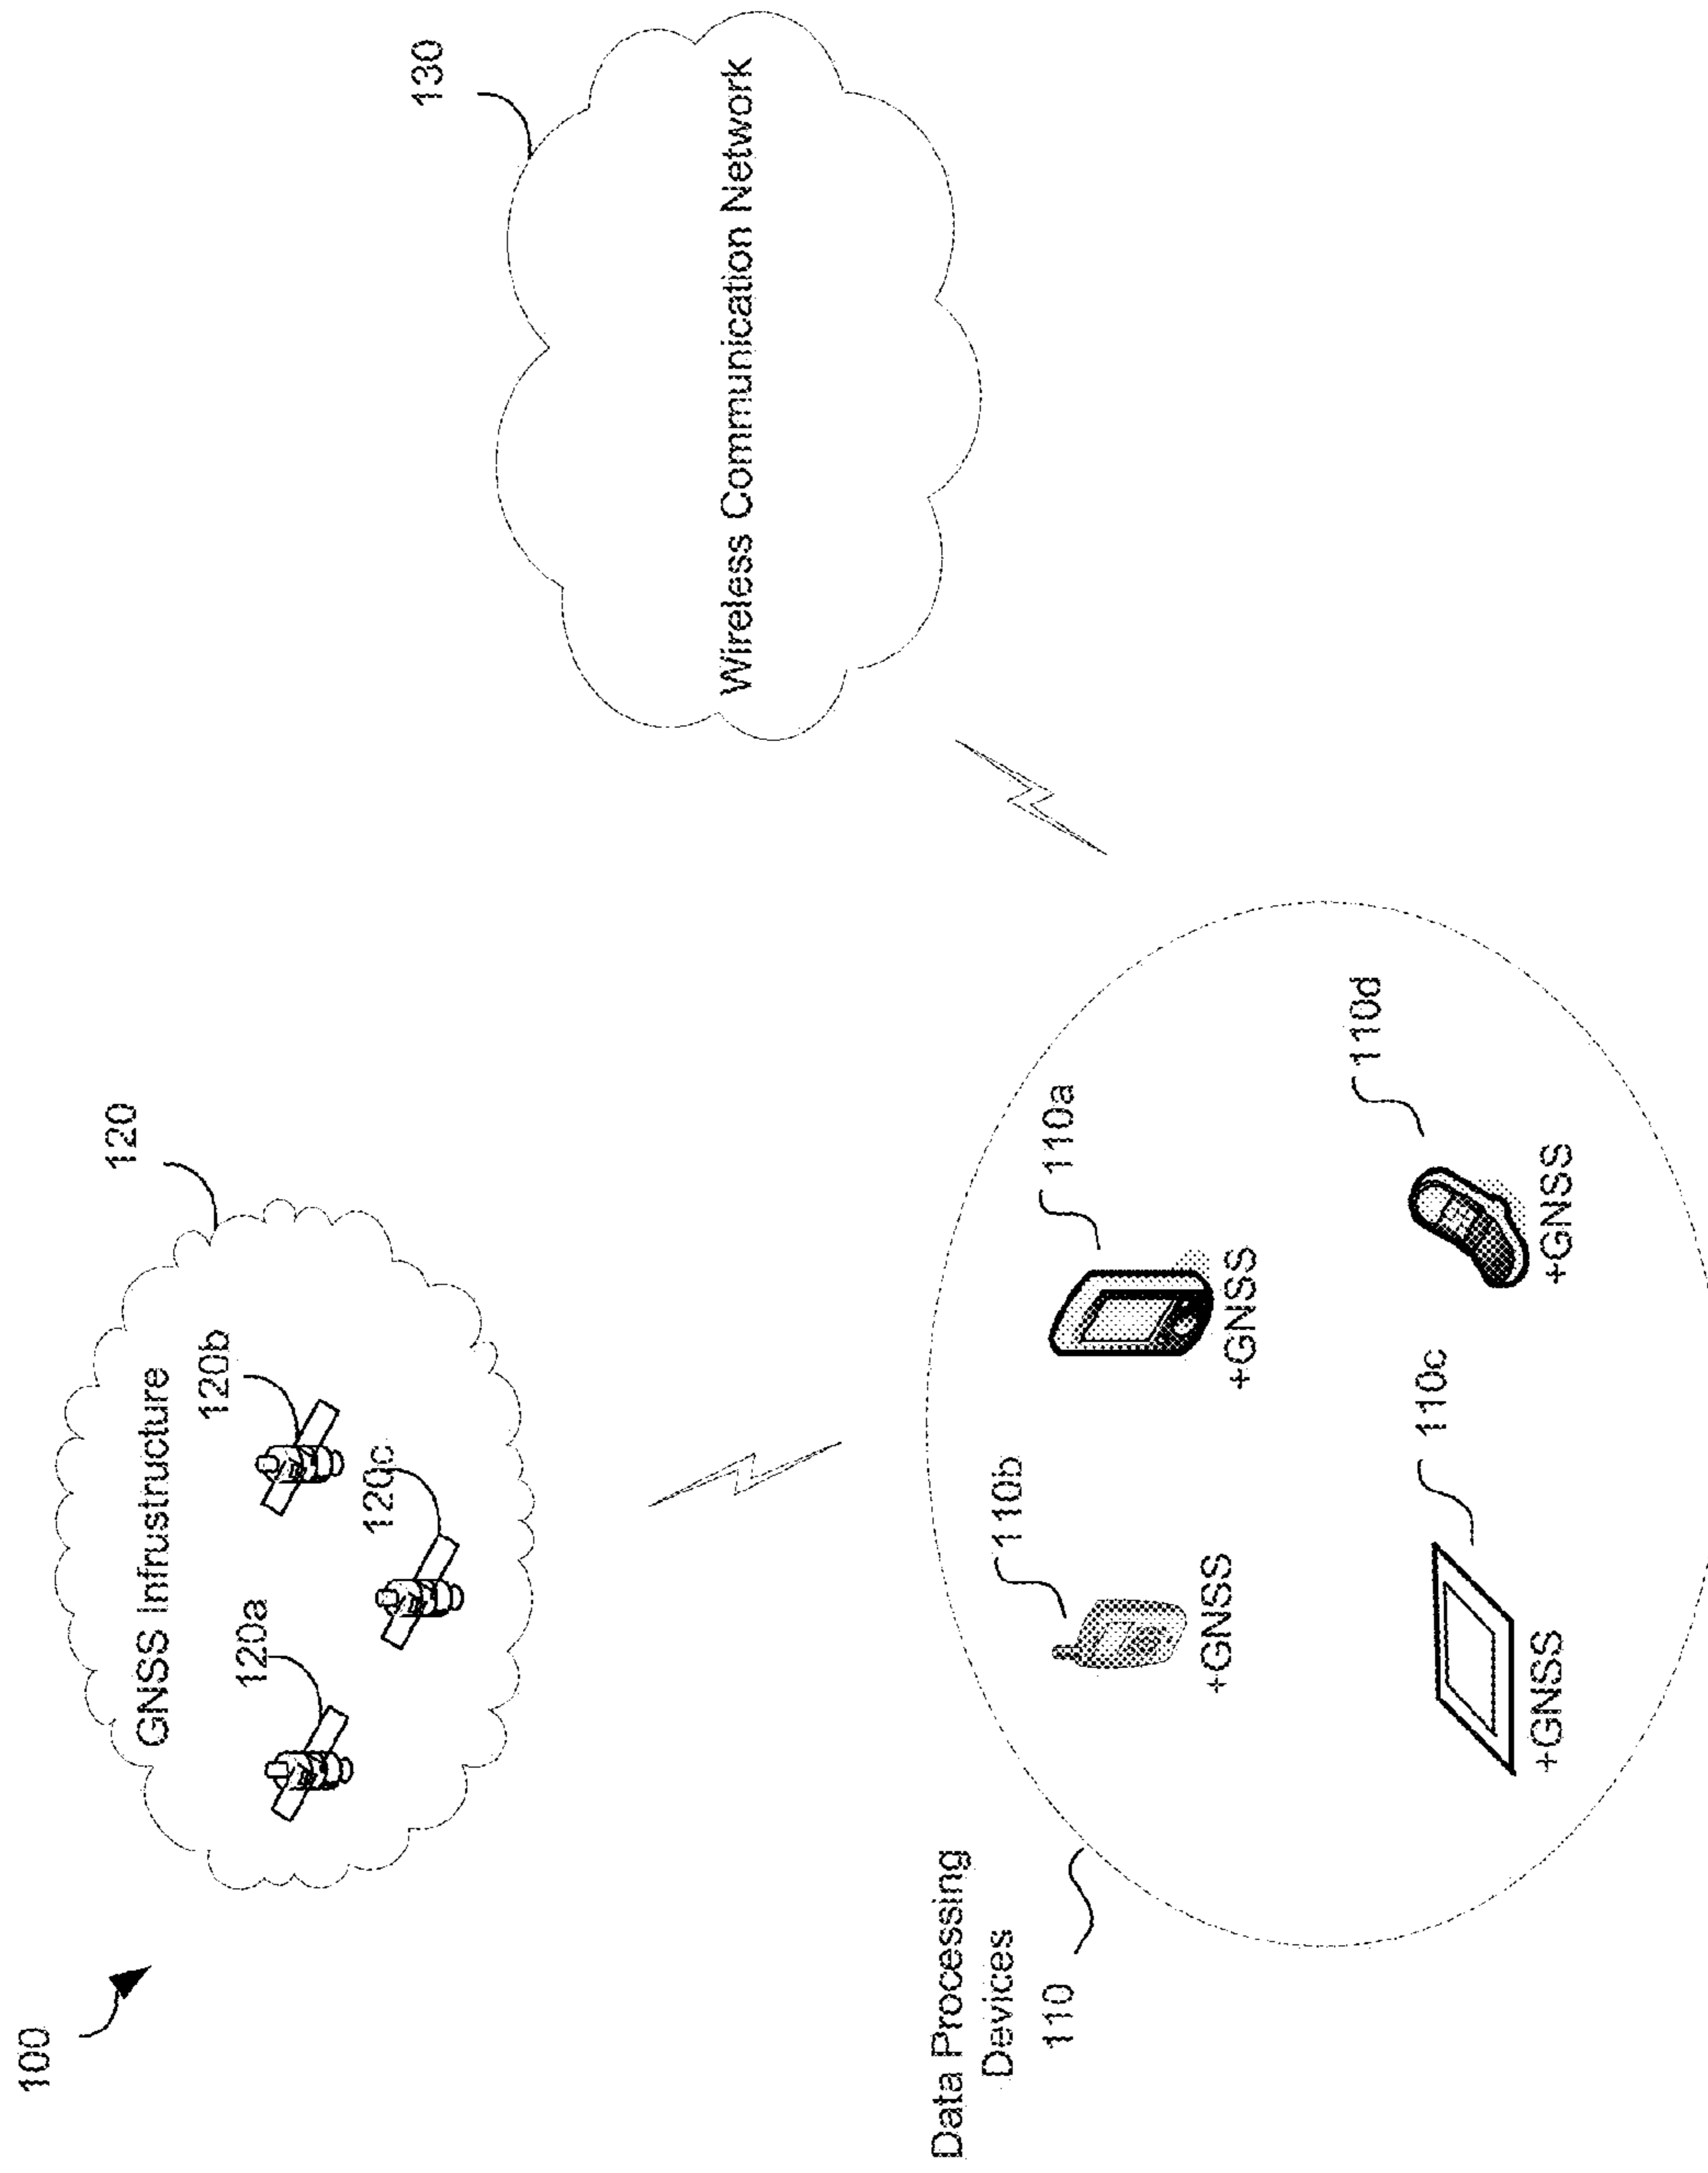 100
120
GNSS Infrustructure
120b
120a
120c
130
Wireless Communication Network
Data Processing
Devices
110
110b
+GNSS
110a
+GNSS
110c
+GNSS
110d
+GNSS